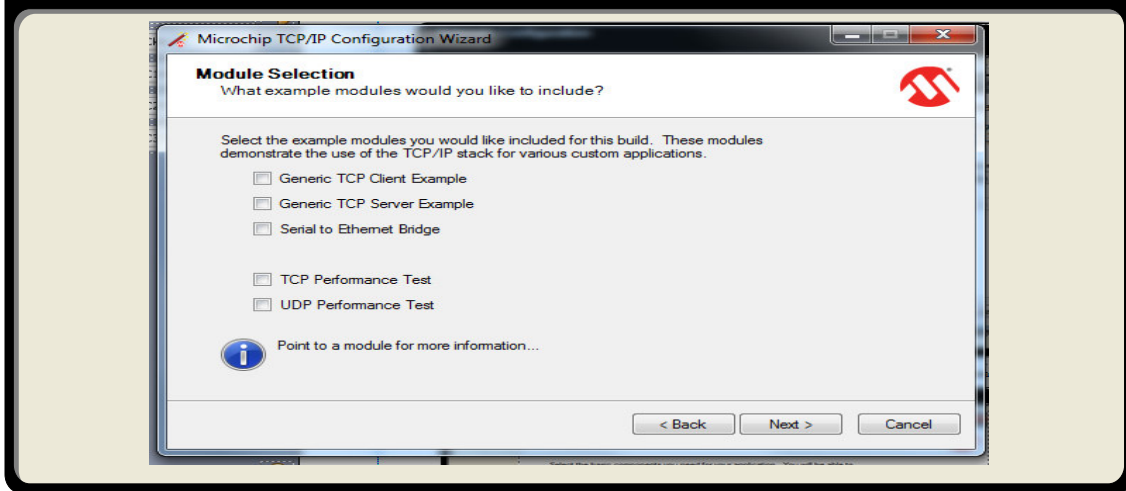 Microchip TCP/IP Configuration Wizard
Module Selection
What example modules would you like to include?
Select the example modules you would like included for this build. These modules
demonstrate the use of the TCP/IP stack for various custom applications.
Generic TCP Client Example
Generic TCP Server Example
Serial to Ethernet Bridge
TCP Performance Test
UDP Performance Test
Point to a module for more information...
< Back
Next >
Cancel